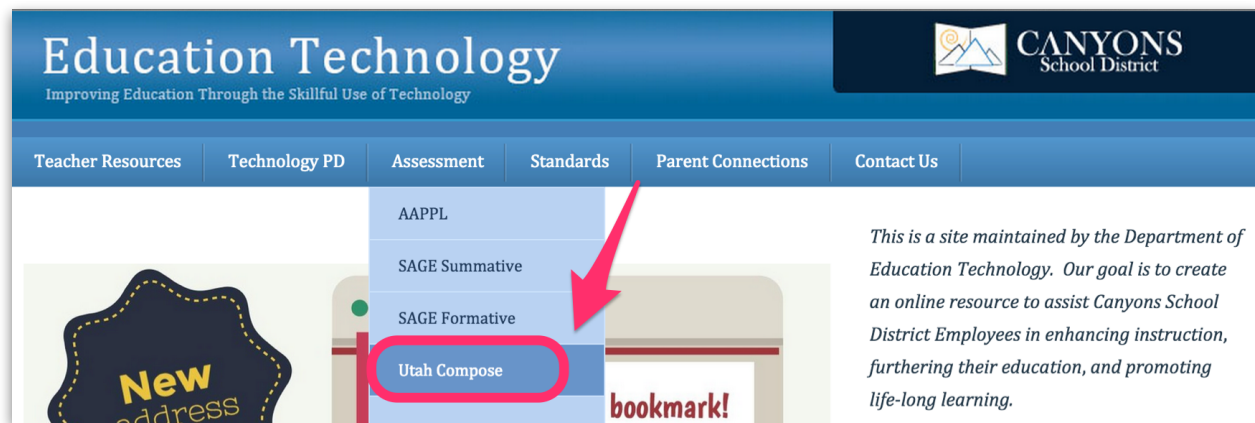 Education Technology
Improving Education Through the Skillful Use of Technology
CANYONS
School District
Teacher Resources
Technology PD
Assessment
Standards
Parent Connections
Contact Us
AAPPL
SAGE Summative
SAGE Formative
Utah Compose
New
address
bookmark!
This is a site maintained by the Department of
Education Technology. Our goal is to create
an online resource to assist Canyons School
District Employees in enhancing instruction,
furthering their education, and promoting
life-long learning.